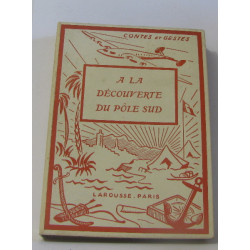 CONTES ET GESTES
A LA
DÉCOUVERTE
DU PÔLE SUD
LAROUSSE. PARIS